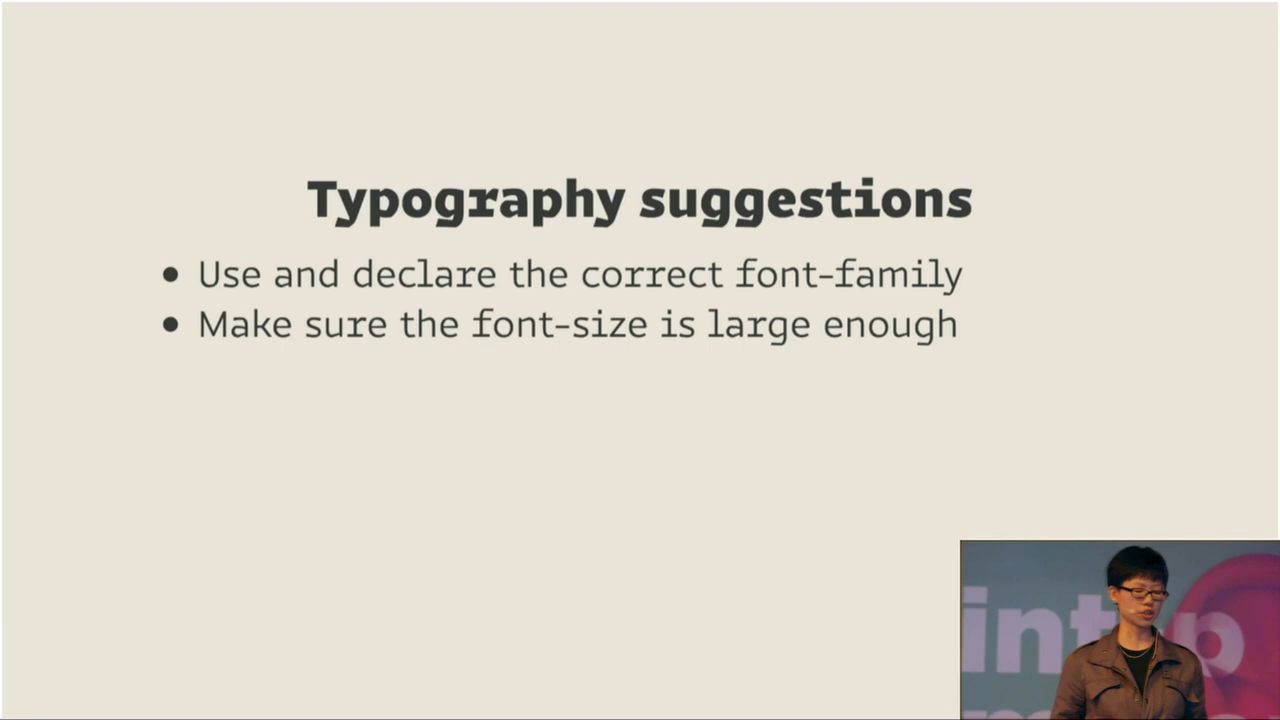 Typography suggestions
• Use and declare the correct font-family
• Make sure the font-size is large enough